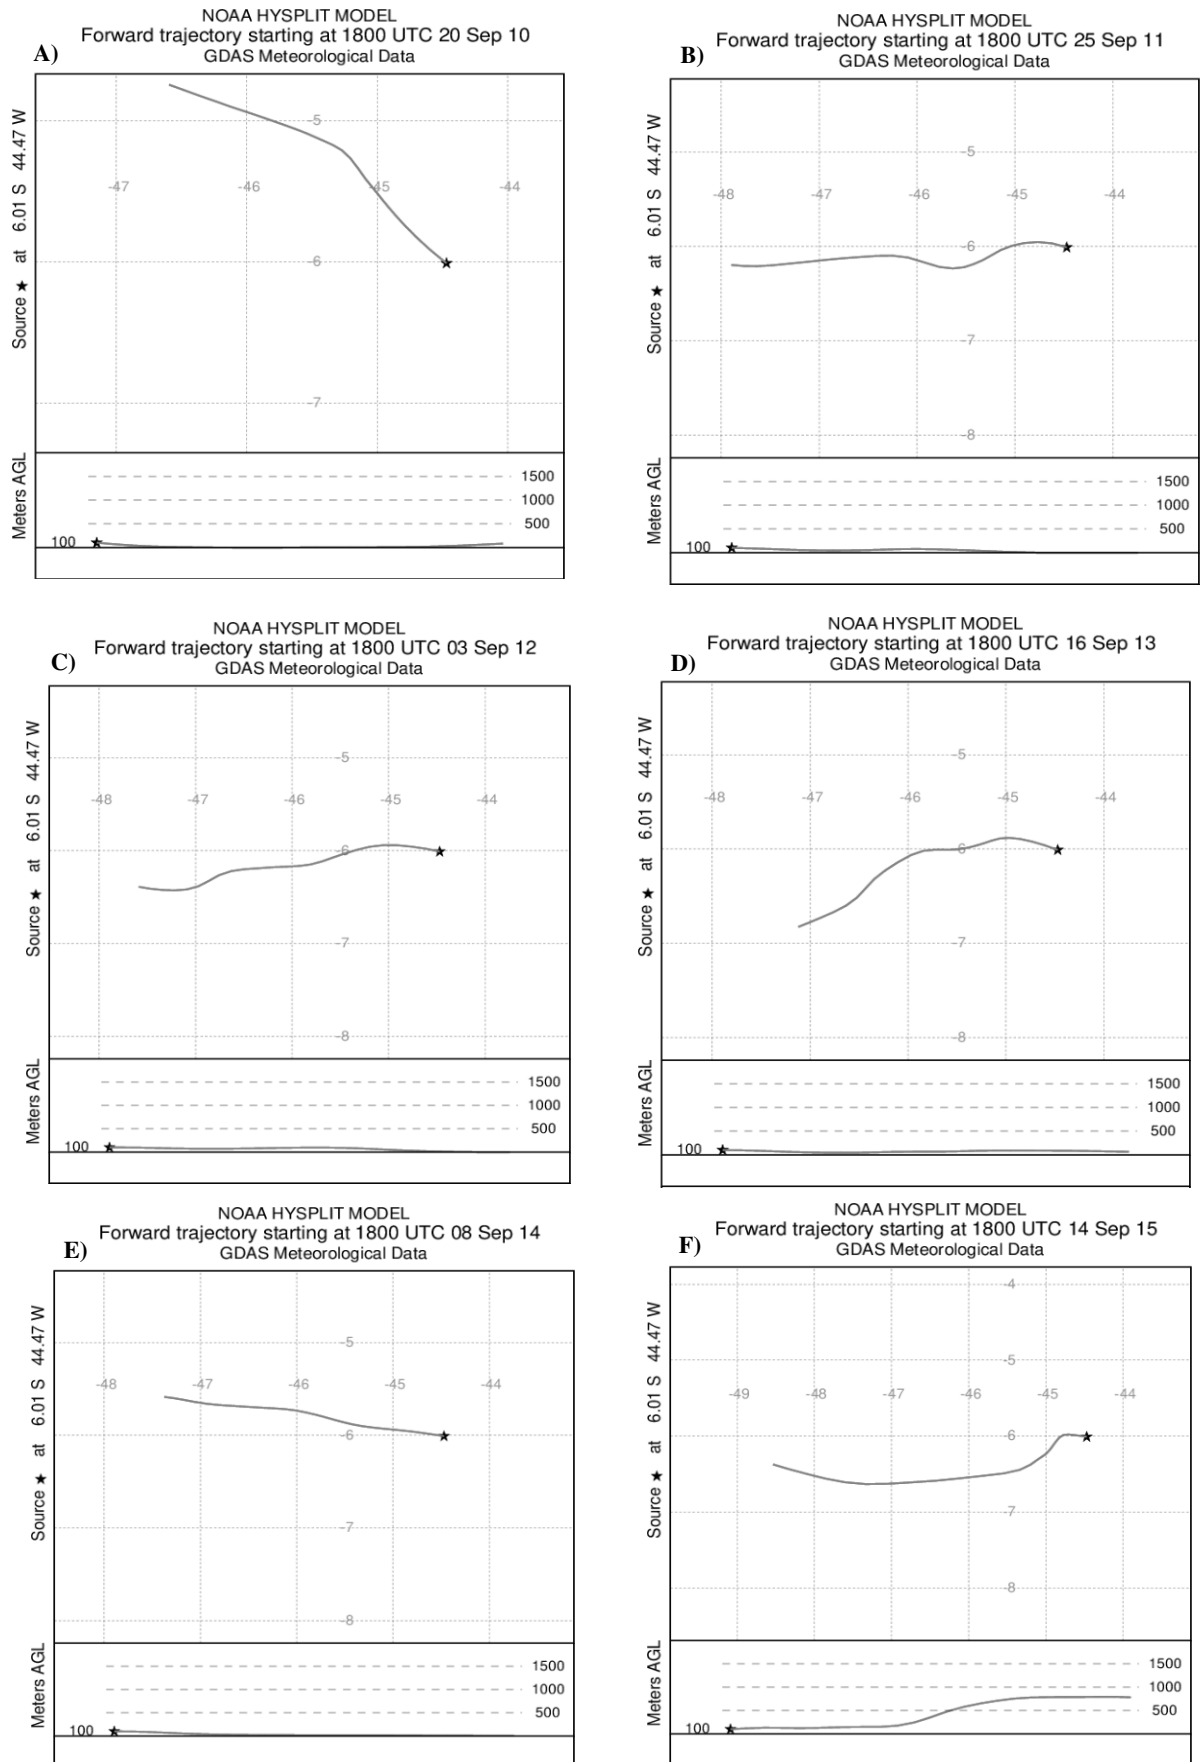 NOAA HYSPLIT MODEL
A) Forward trajectory starting at 1800 UTC 20 Sep 10
GDAS Meteorological Data
Source ★ at 6.01 S 44.47 W
-5
-47 -46 -45 -44
-6
-7
Meters AGL
1500
1000
500
100
NOAA HYSPLIT MODEL
B) Forward trajectory starting at 1800 UTC 25 Sep 11
GDAS Meteorological Data
Source ★ at 6.01 S 44.47 W
-5
-48 -47 -46 -45 -44
-6
-7
-8
Meters AGL
1500
1000
500
100
NOAA HYSPLIT MODEL
C) Forward trajectory starting at 1800 UTC 03 Sep 12
GDAS Meteorological Data
Source ★ at 6.01 S 44.47 W
-5
-48 -47 -46 -45 -44
-6
-7
-8
Meters AGL
1500
1000
500
100
NOAA HYSPLIT MODEL
D) Forward trajectory starting at 1800 UTC 16 Sep 13
GDAS Meteorological Data
Source ★ at 6.01 S 44.47 W
-5
-48 -47 -46 -45 -44
-6
-7
-8
Meters AGL
1500
1000
500
100
NOAA HYSPLIT MODEL
E) Forward trajectory starting at 1800 UTC 08 Sep 14
GDAS Meteorological Data
Source ★ at 6.01 S 44.47 W
-5
-48 -47 -46 -45 -44
-6
-7
-8
Meters AGL
1500
1000
500
100
NOAA HYSPLIT MODEL
F) Forward trajectory starting at 1800 UTC 14 Sep 15
GDAS Meteorological Data
Source ★ at 6.01 S 44.47 W
-4
-5
-49 -48 -47 -46 -45 -44
-6
-7
-8
Meters AGL
1500
1000
500
100